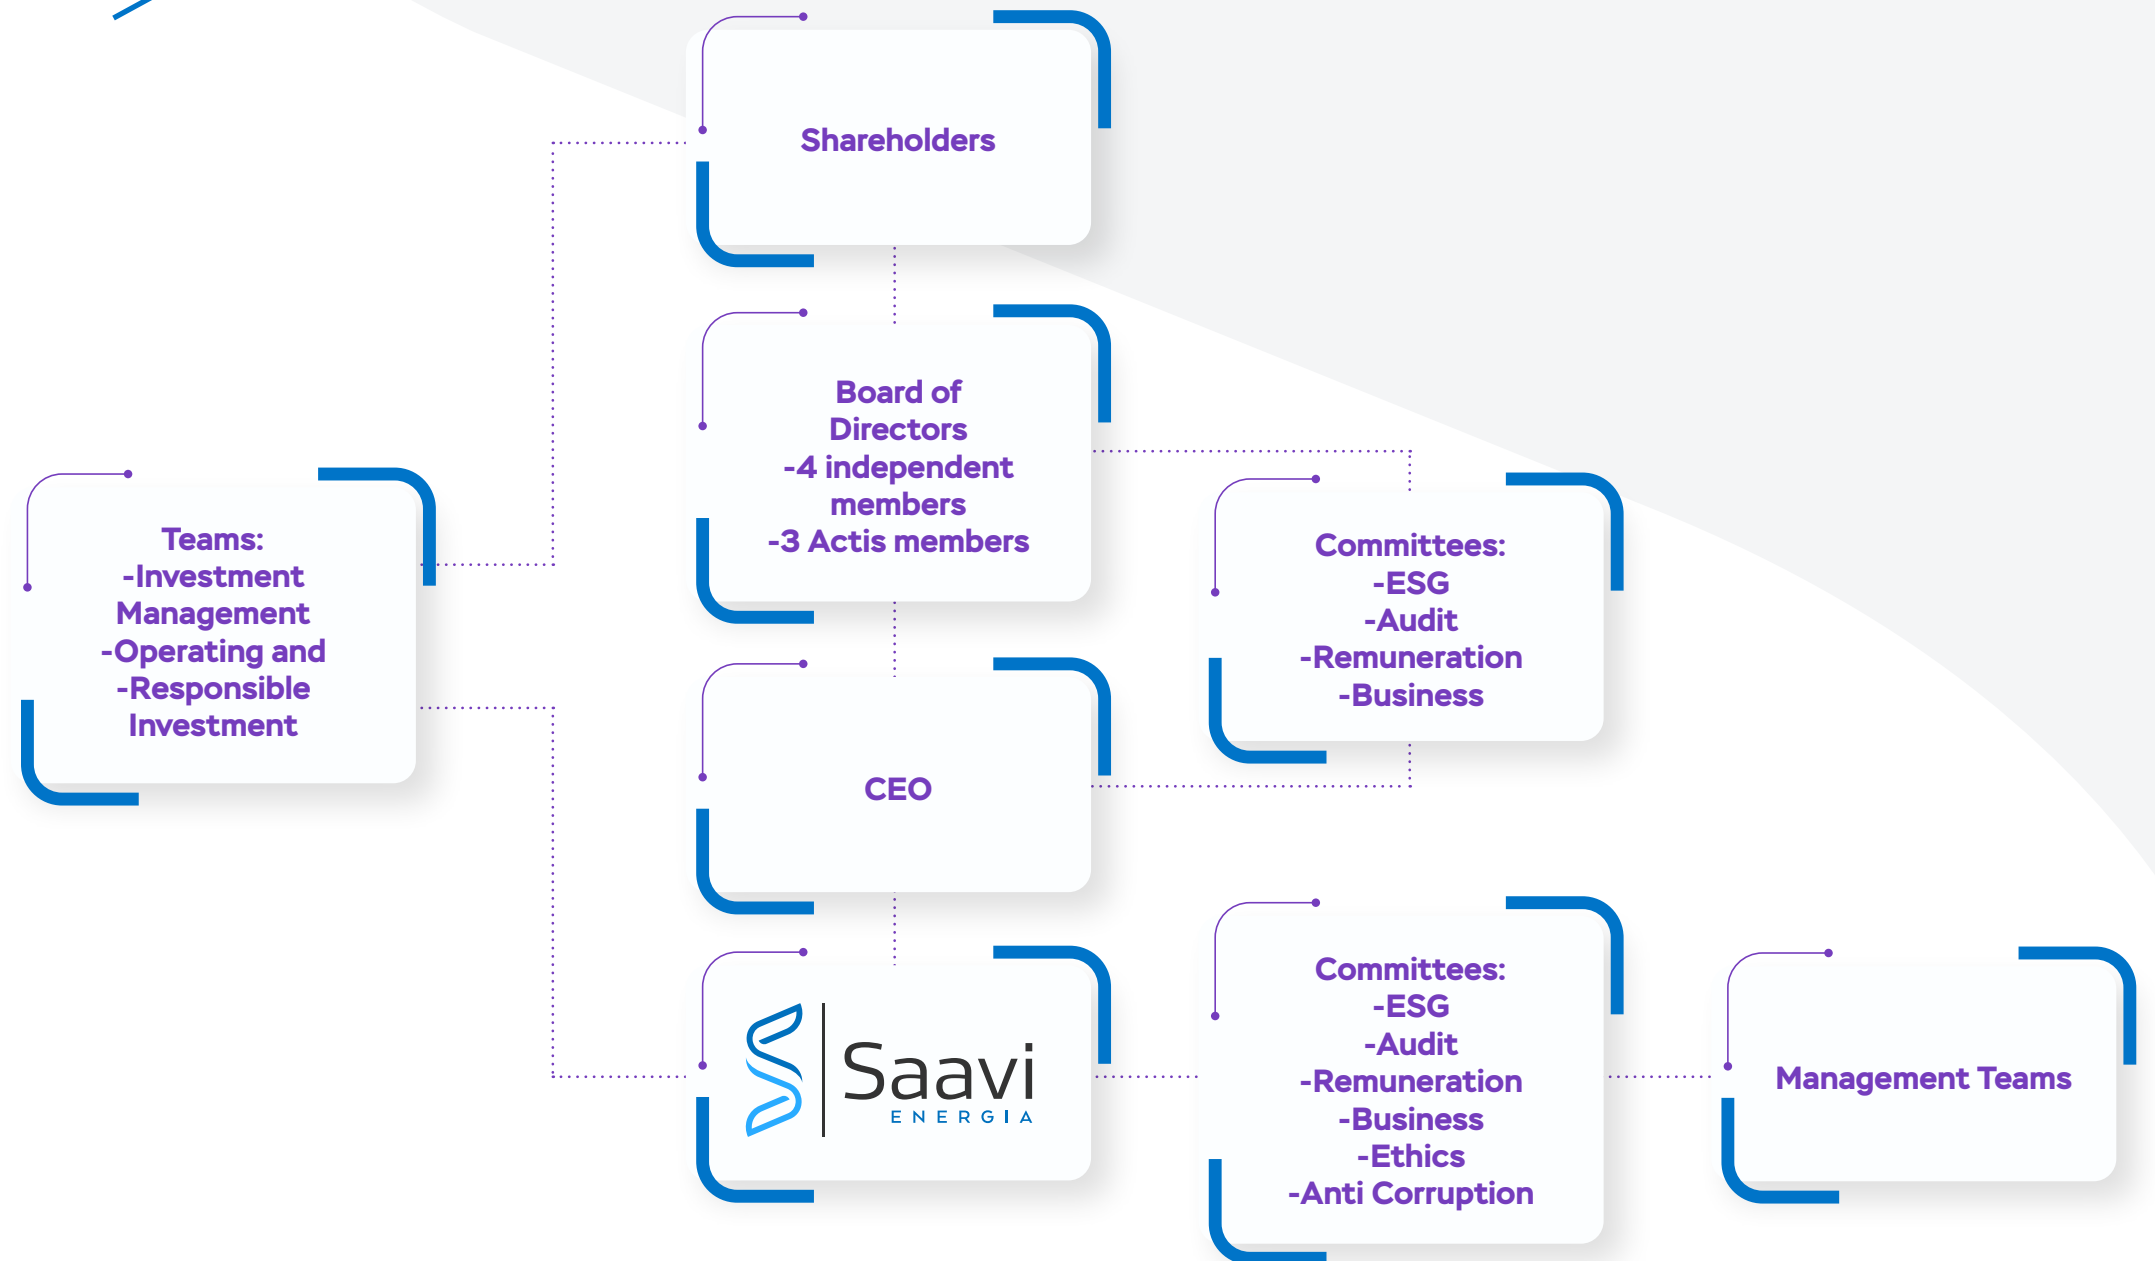 Shareholders
Board of
Directors
-4 independent
members
-3 Actis members
Teams:
-Investment
Management
-Operating and
-Responsible
Investment
Committees:
-ESG
-Audit
-Remuneration
-Business
CEO
Saavi
ENERGIA
Committees:
-ESG
-Audit
-Remuneration
-Business
-Ethics
-Anti Corruption
Management Teams